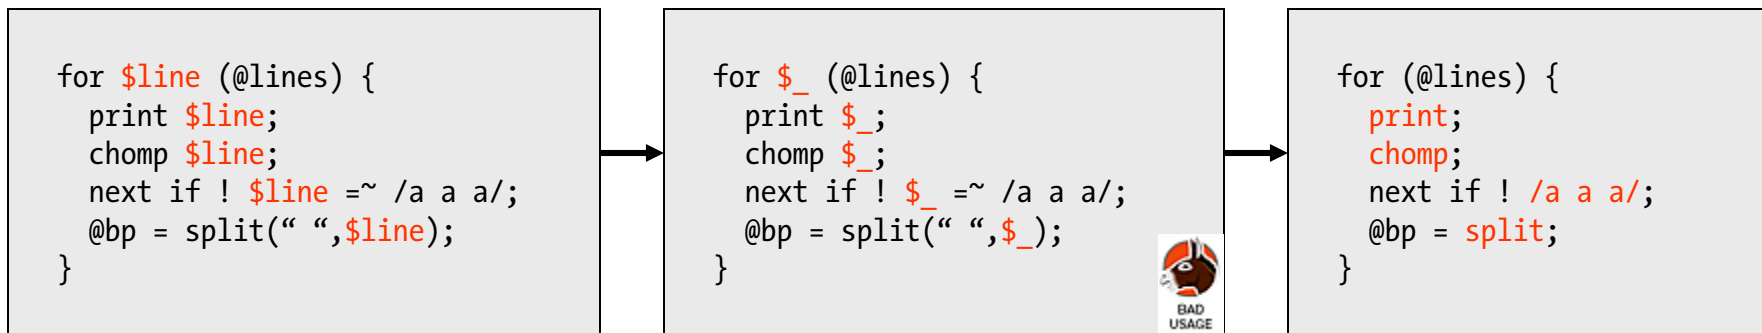 for $line (@lines) {
  print $line;
  chomp $line;
  next if ! $line =~ /a a a/;
  @bp = split(“ “,$line);
}
for $_ (@lines) {
  print $_;
  chomp $_;
  next if ! $_ =~ /a a a/;
  @bp = split(“ “,$_);
}
BAD
USAGE
for (@lines) {
  print;
  chomp;
  next if ! /a a a/;
  @bp = split;
}